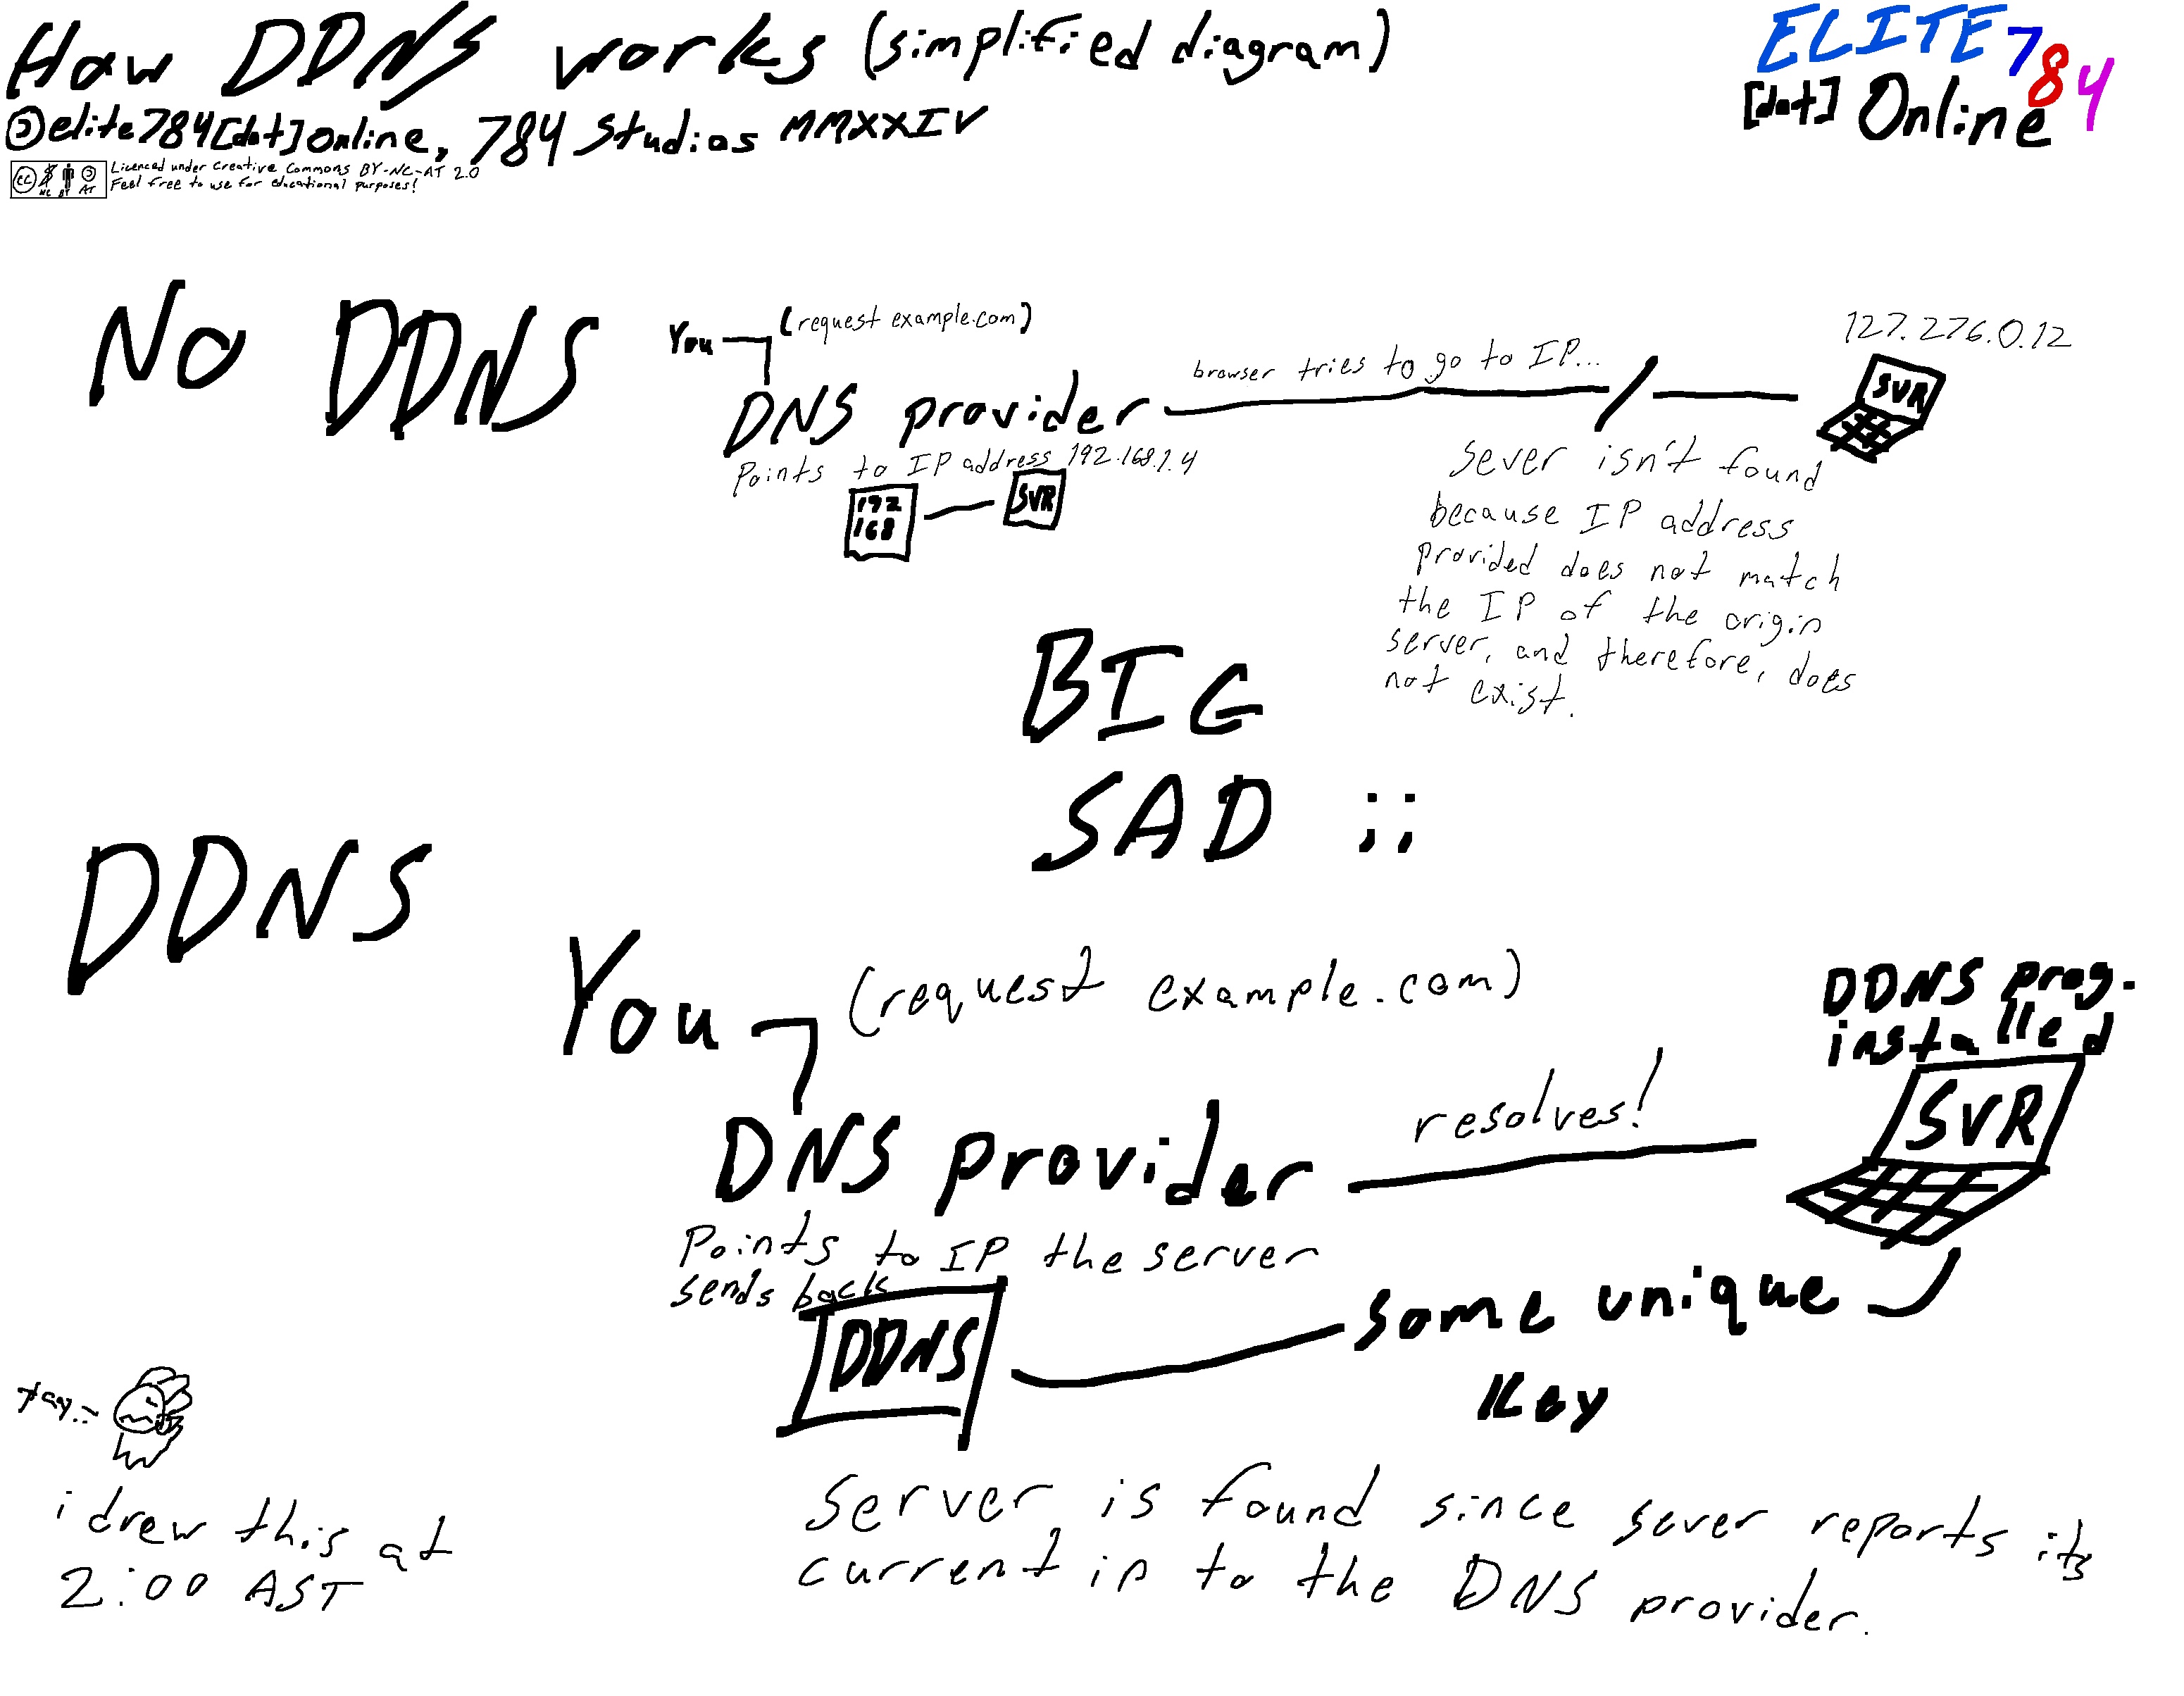 How DDNS works (simplified diagram)
©elite784[dot]online, 784 Studios MMXXIV
cc NC BY AT
Licenced under Creative Commons BY-NC-AT 2.0
Feel free to use for educational purposes!
ELITE784
[dot] Online
No DDNS
You
(request example.com)
DNS provider
Points to IP address 192.168.1.4
192
168
SVR
browser tries to go to IP...
127.276.0.12
SVR
Sever isn't found
because IP address
provided does not match
the IP of the origin
server, and therefore, does
not exist.
BIG
SAD ;;
DDNS
You
(request example.com)
DNS provider
Points to IP the server
sends back
DDNS
resolves!
DDNS prog.
installed
SVR
some unique
Key
Server is found since sever reports its
current ip to the DNS provider.
i drew this at
2:00 AST